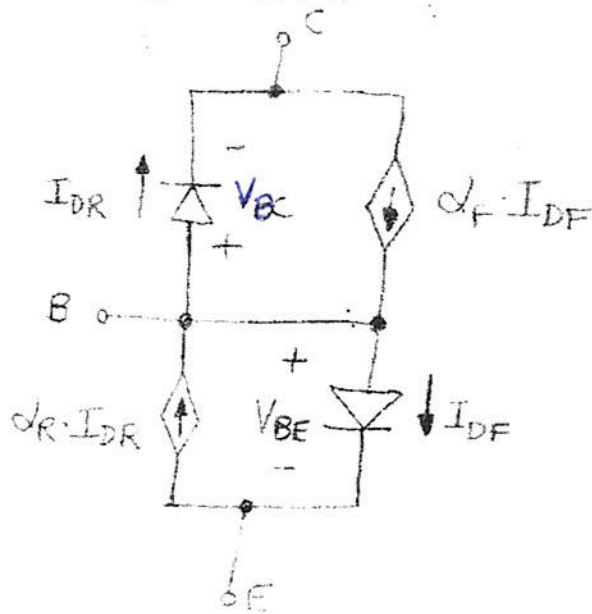 C
-
I_DR V_BC α_F·I_DF
+
B
+
α_R·I_DR V_BE I_DF
-
E